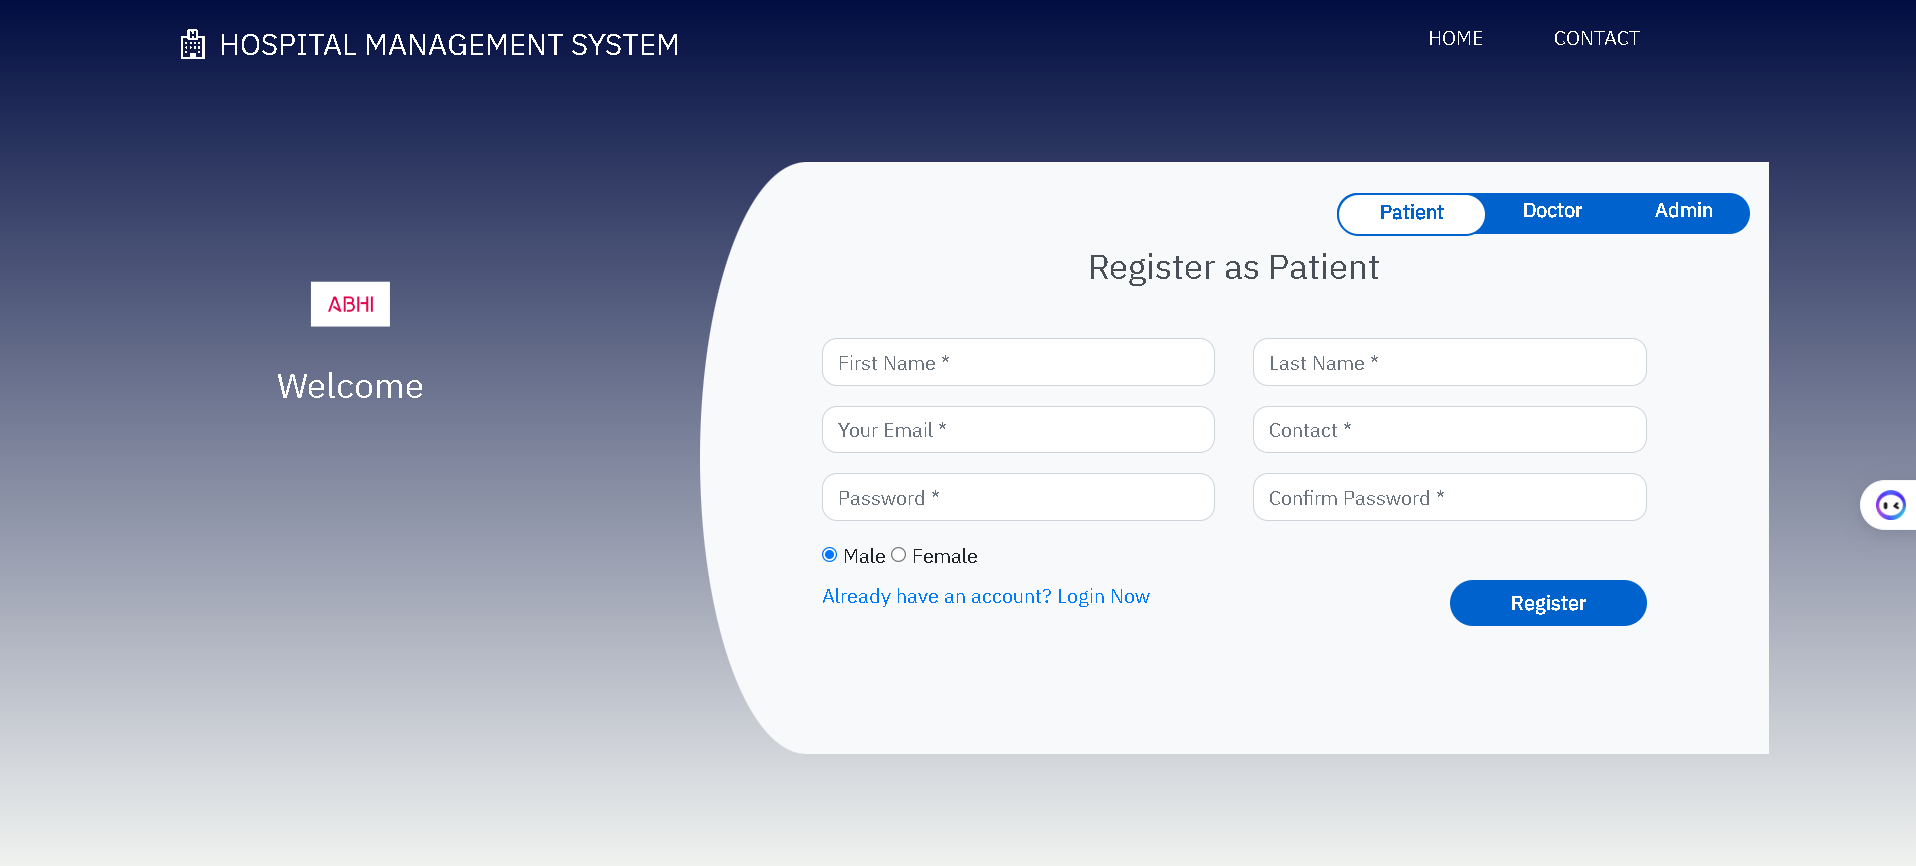 HOSPITAL MANAGEMENT SYSTEM
HOME
CONTACT
Patient
Doctor
Admin
Register as Patient
ABHI
Welcome
First Name *
Last Name *
Your Email *
Contact *
Password *
Confirm Password *
Male
Female
Already have an account? Login Now
Register